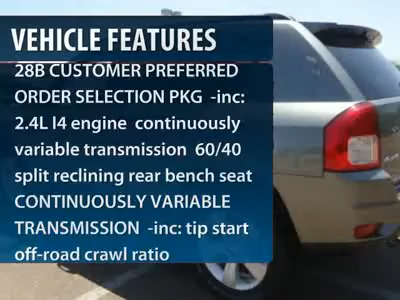 VEHICLE FEATURES
28B CUSTOMER PREFERRED
ORDER SELECTION PKG -inc:
2.4L I4 engine continuously
variable transmission 60/40
split reclining rear bench seat
CONTINUOUSLY VARIABLE
TRANSMISSION -inc: tip start
off-road crawl ratio